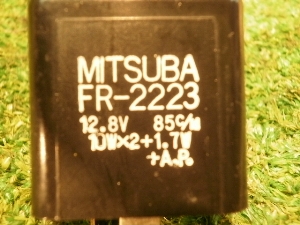 MITSUBA
FR-2223
12.8V 85c/m
10W×2+1.7W
+A.P.